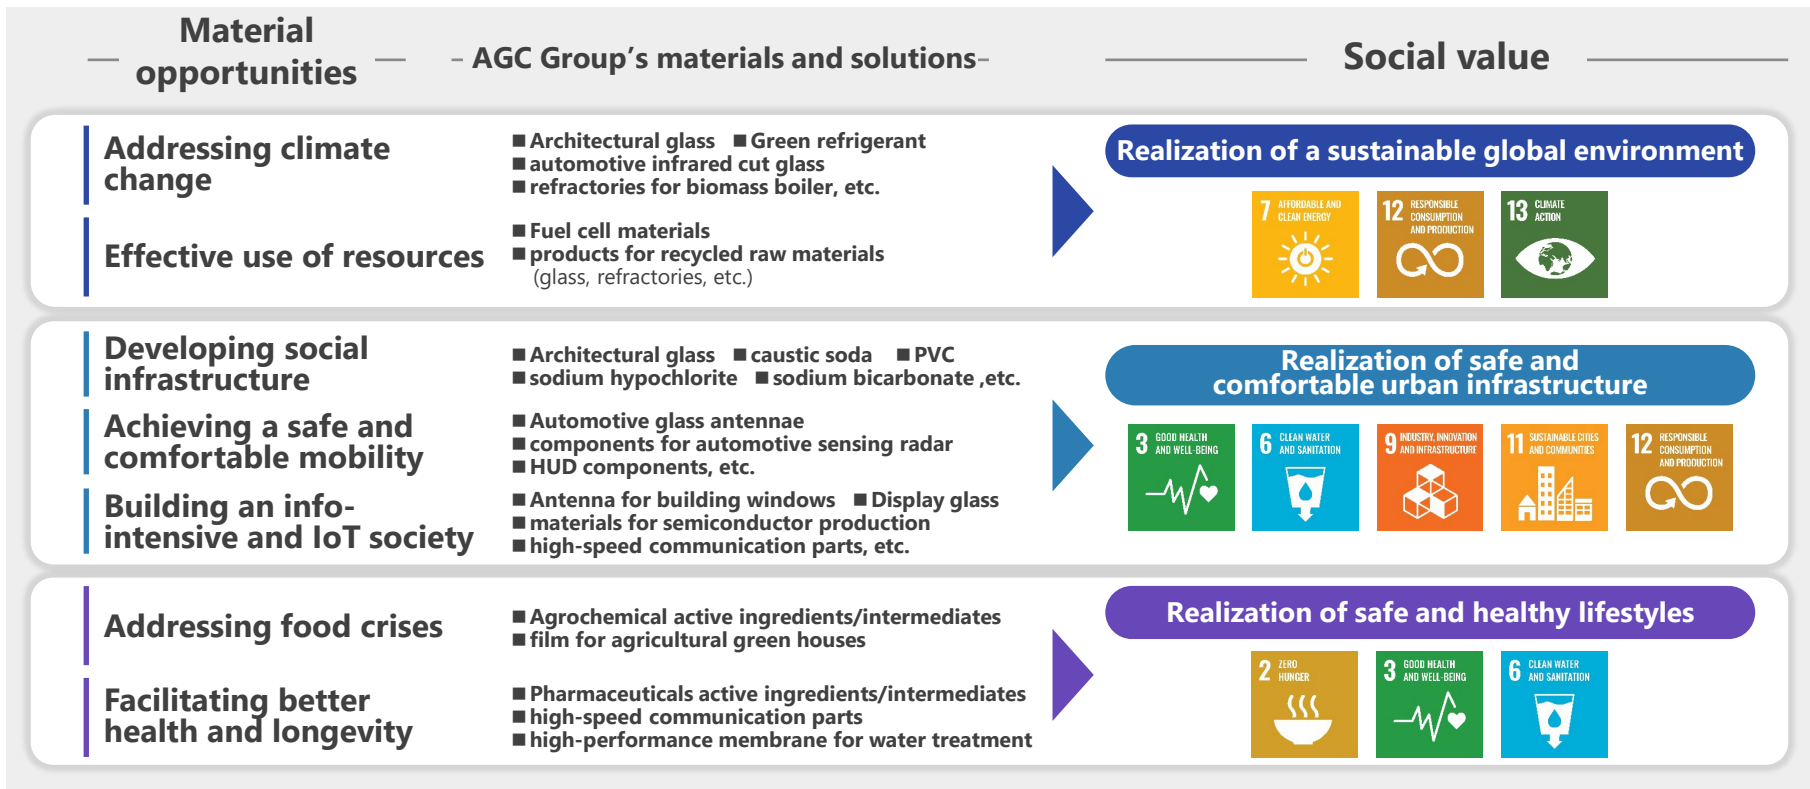 Material
opportunities
AGC Group's materials and solutions
Social value
Addressing climate
change
■ Architectural glass ■ Green refrigerant
■ automotive infrared cut glass
■ refractories for biomass boiler, etc.
Effective use of resources
■ Fuel cell materials
■ products for recycled raw materials
(glass, refractories, etc.)
Realization of a sustainable global environment
7 AFFORDABLE AND
CLEAN ENERGY
12 RESPONSIBLE
CONSUMPTION
AND PRODUCTION
13 CLIMATE
ACTION
Developing social
infrastructure
■ Architectural glass ■ caustic soda ■ PVC
■ sodium hypochlorite ■ sodium bicarbonate ,etc.
Achieving a safe and
comfortable mobility
■ Automotive glass antennae
■ components for automotive sensing radar
■ HUD components, etc.
Building an info-
intensive and IoT society
■ Antenna for building windows ■ Display glass
■ materials for semiconductor production
■ high-speed communication parts, etc.
Realization of safe and
comfortable urban infrastructure
3 GOOD HEALTH
AND WELL-BEING
6 CLEAN WATER
AND SANITATION
9 INDUSTRY, INNOVATION
AND INFRASTRUCTURE
11 SUSTAINABLE CITIES
AND COMMUNITIES
12 RESPONSIBLE
CONSUMPTION
AND PRODUCTION
Addressing food crises
■ Agrochemical active ingredients/intermediates
■ film for agricultural green houses
Facilitating better
health and longevity
■ Pharmaceuticals active ingredients/intermediates
■ high-speed communication parts
■ high-performance membrane for water treatment
Realization of safe and healthy lifestyles
2 ZERO
HUNGER
3 GOOD HEALTH
AND WELL-BEING
6 CLEAN WATER
AND SANITATION